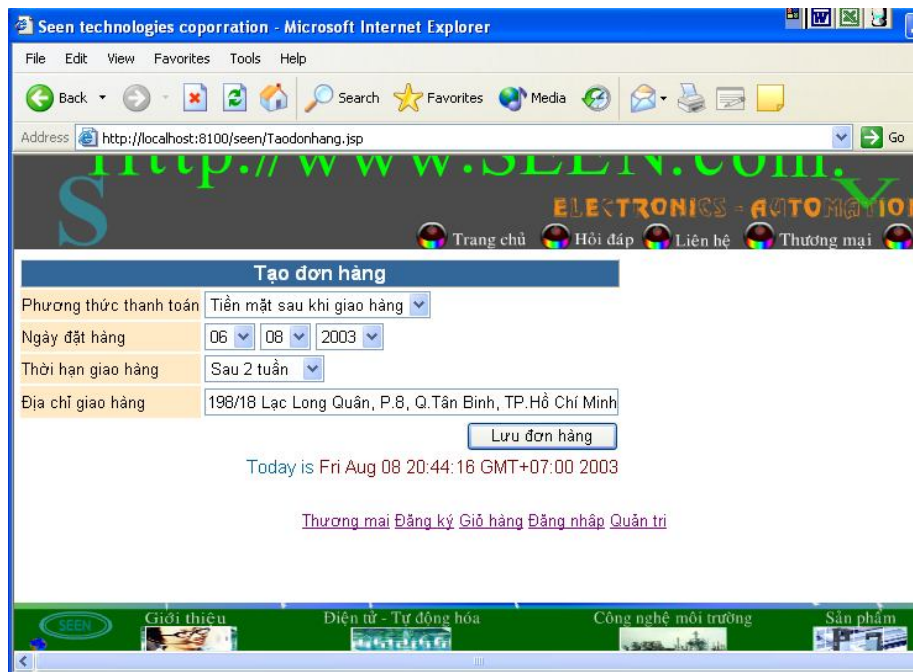 Seen technologies coporration - Microsoft Internet Explorer
File Edit View Favorites Tools Help
Back Search Favorites Media
Address http://localhost:8100/seen/Taodonhang.jsp Go
Http://www.SEEN.com.
S Y
ELECTRONICS - AUTOMATION
Trang chủ Hỏi đáp Liên hệ Thương mại
Tạo đơn hàng
Phương thức thanh toán Tiền mặt sau khi giao hàng
Ngày đặt hàng 06 08 2003
Thời hạn giao hàng Sau 2 tuần
Địa chỉ giao hàng 198/18 Lạc Long Quân, P.8, Q.Tân Bình, TP.Hồ Chí Minh
Lưu đơn hàng
Today is Fri Aug 08 20:44:16 GMT+07:00 2003
Thương mại Đăng ký Giỏ hàng Đăng nhập Quản trị
SEEN Giới thiệu Điện tử - Tự động hóa Công nghệ môi trường Sản phẩm